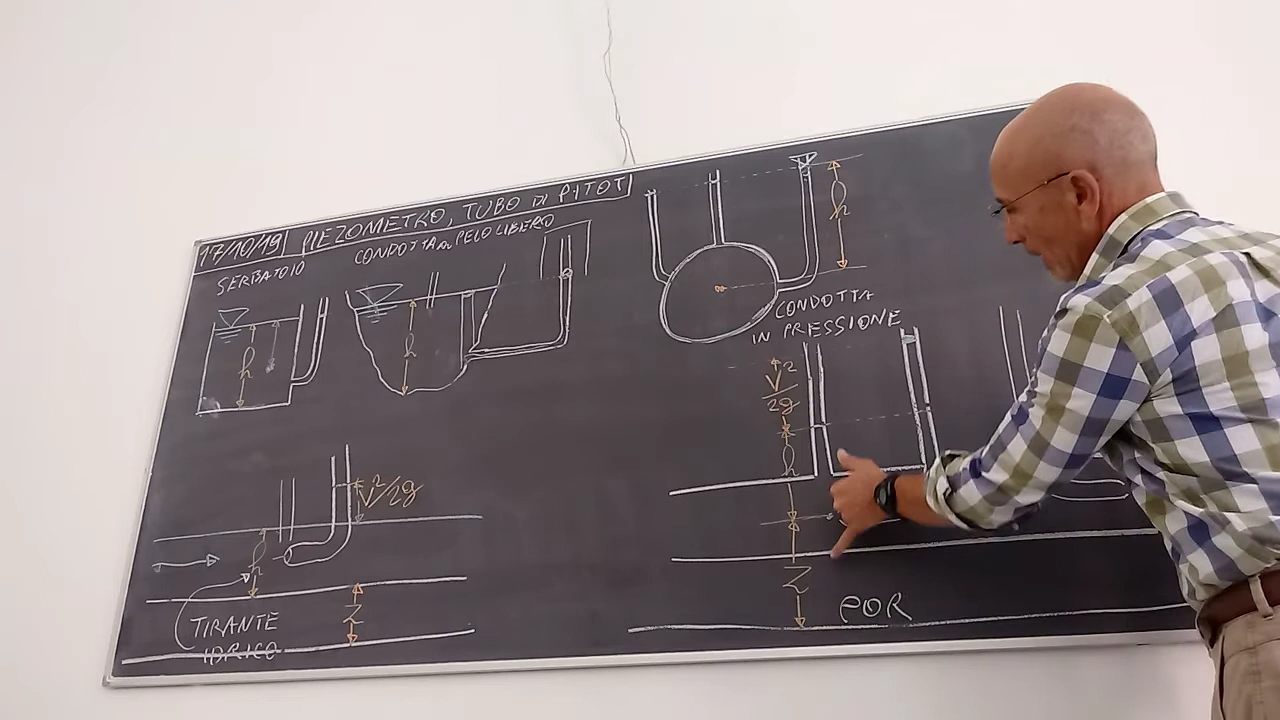 17/10/19 PIEZOMETRO, TUBO DI PITOT
SERBATOIO
CONDOTTA a PELO LIBERO
h
h
h
CONDOTTA
IN PRESSIONE
V²/2g
h
Z
POR
V²/2g
h
Z
TIRANTE
IDRICO